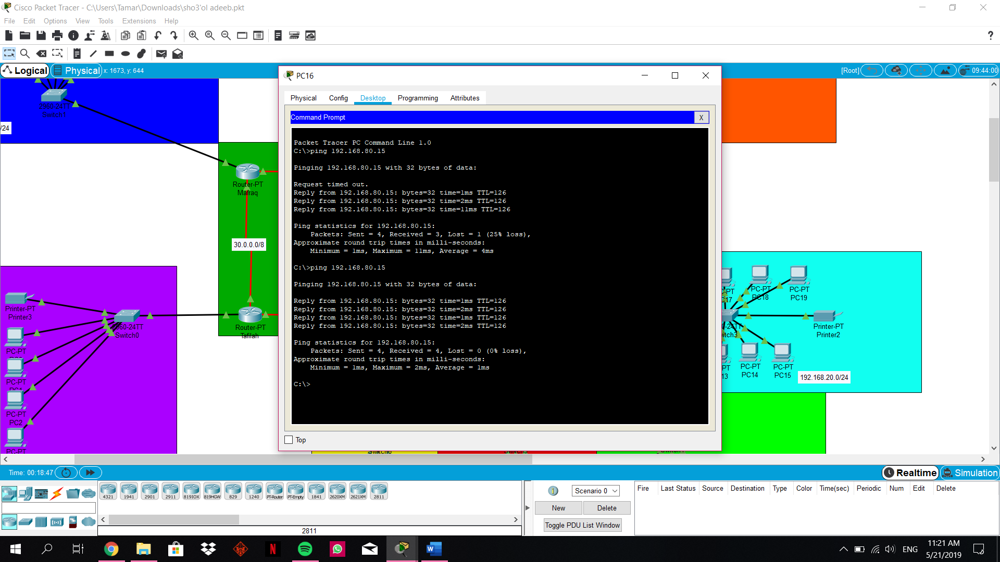 Cisco Packet Tracer - C:\Users\Tamar\Downloads\sho3'ol adeeb.pkt
File Edit Options View Tools Extensions Help
Logical Physical x: 1673, y: 644
[Root] 09:44:00
2960-24TT
Switch1
/24
Router-PT
Mafraq
30.0.0.0/8
Router-PT
Tafilah
Printer-PT
Printer3
2960-24TT
Switch0
PC-PT
PC-PT
PC1
PC-PT
PC2
PC-PT
PC16
Physical Config Desktop Programming Attributes
Command Prompt X
Packet Tracer PC Command Line 1.0
C:\>ping 192.168.80.15
Pinging 192.168.80.15 with 32 bytes of data:
Request timed out.
Reply from 192.168.80.15: bytes=32 time=1ms TTL=126
Reply from 192.168.80.15: bytes=32 time=2ms TTL=126
Reply from 192.168.80.15: bytes=32 time=11ms TTL=126
Ping statistics for 192.168.80.15:
Packets: Sent = 4, Received = 3, Lost = 1 (25% loss),
Approximate round trip times in milli-seconds:
Minimum = 1ms, Maximum = 11ms, Average = 4ms
C:\>ping 192.168.80.15
Pinging 192.168.80.15 with 32 bytes of data:
Reply from 192.168.80.15: bytes=32 time=1ms TTL=126
Reply from 192.168.80.15: bytes=32 time=2ms TTL=126
Reply from 192.168.80.15: bytes=32 time=1ms TTL=126
Reply from 192.168.80.15: bytes=32 time=2ms TTL=126
Ping statistics for 192.168.80.15:
Packets: Sent = 4, Received = 4, Lost = 0 (0% loss),
Approximate round trip times in milli-seconds:
Minimum = 1ms, Maximum = 2ms, Average = 1ms
C:\>
Top
C-PT
C17
PC-PT
PC18
PC-PT
PC19
0-24TT
itch3
Printer-PT
Printer2
PT
13
PC-PT
PC14
PC-PT
PC15
192.168.20.0/24
Switch6
Time: 00:18:47
Realtime Simulation
4321 1941 2901 2911 819IOX 819HGW 829 1240 PT-Router PT-Empty 1841 2620XM 2621XM 2811
2811
Scenario 0
New Delete
Toggle PDU List Window
Fire Last Status Source Destination Type Color Time(sec) Periodic Num Edit Delete
ENG
11:21 AM
5/21/2019